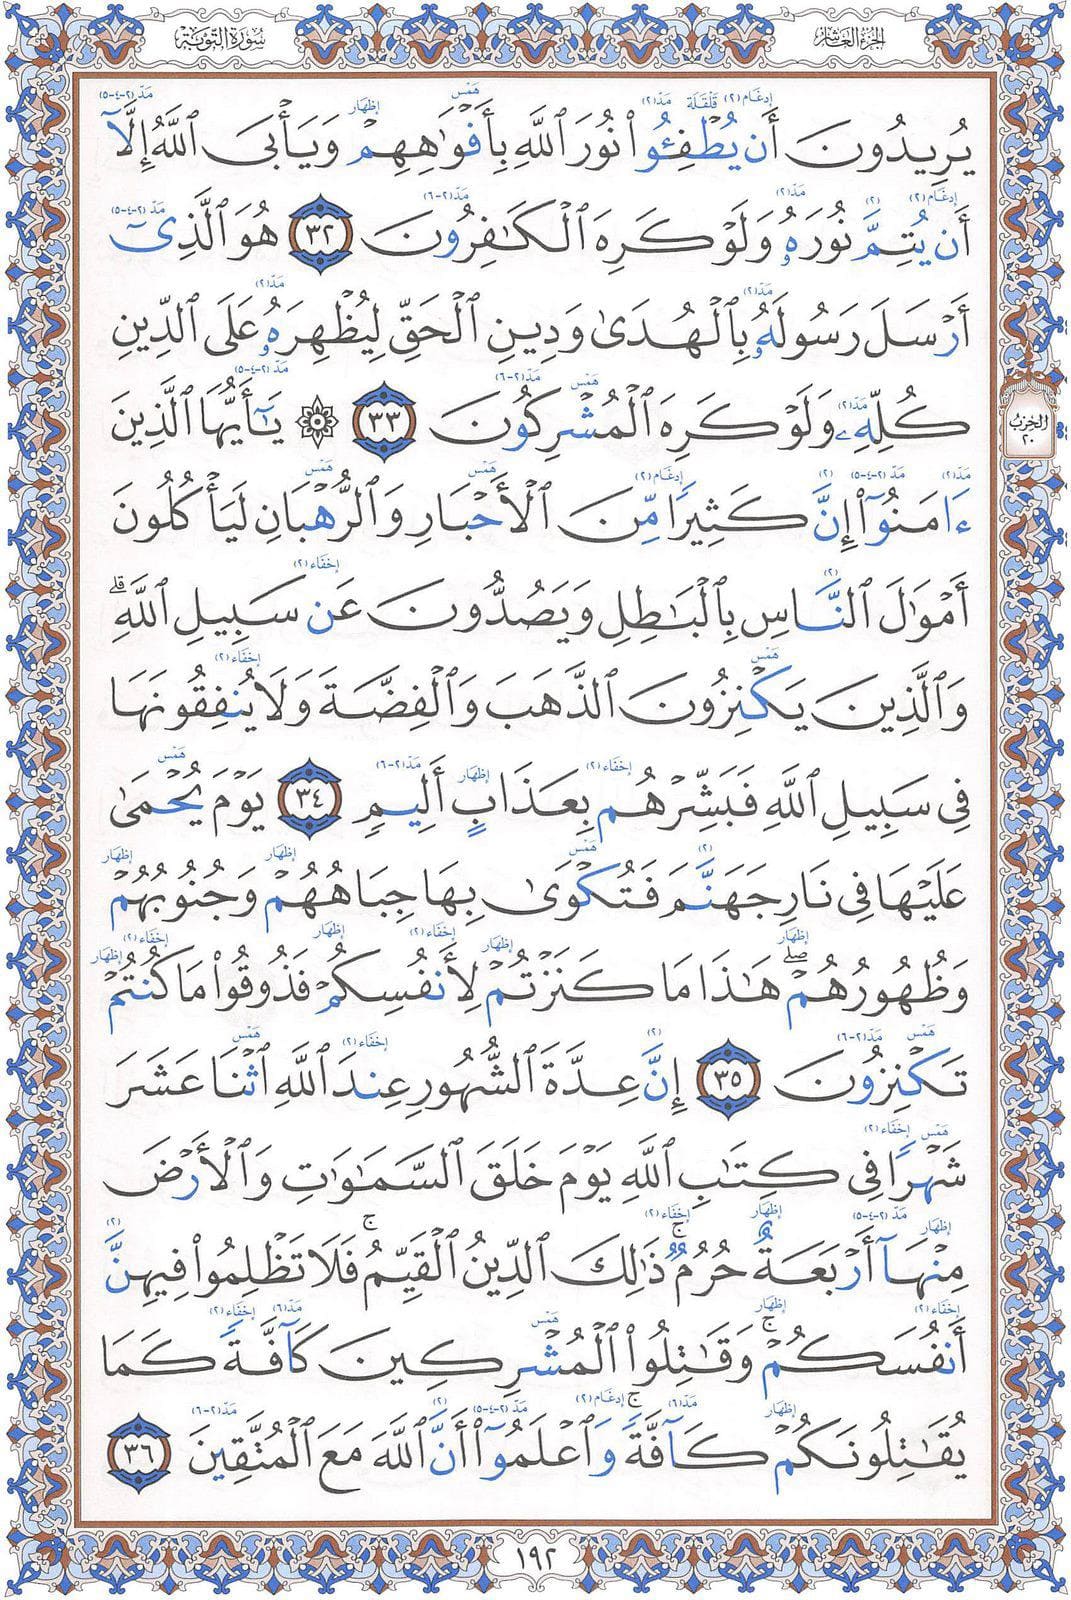 سورة التوبة
الجزء العاشر
يُرِيدُونَ أَن يُطْفِـُٔوا۟ نُورَ ٱللَّهِ بِأَفْوَٰهِهِمْ وَيَأْبَى ٱللَّهُ إِلَّآ
أَن يُتِمَّ نُورَهُۥ وَلَوْ كَرِهَ ٱلْكَٰفِرُونَ ٣٢ هُوَ ٱلَّذِىٓ
أَرْسَلَ رَسُولَهُۥ بِٱلْهُدَىٰ وَدِينِ ٱلْحَقِّ لِيُظْهِرَهُۥ عَلَى ٱلدِّينِ
كُلِّهِۦ وَلَوْ كَرِهَ ٱلْمُشْرِكُونَ ٣٣ ۞ يَٰٓأَيُّهَا ٱلَّذِينَ
الحزب
٢٠
ءَامَنُوٓا۟ إِنَّ كَثِيرًا مِّنَ ٱلْأَحْبَارِ وَٱلرُّهْبَانِ لَيَأْكُلُونَ
أَمْوَٰلَ ٱلنَّاسِ بِٱلْبَٰطِلِ وَيَصُدُّونَ عَن سَبِيلِ ٱللَّهِ ۗ
وَٱلَّذِينَ يَكْنِزُونَ ٱلذَّهَبَ وَٱلْفِضَّةَ وَلَا يُنفِقُونَهَا
فِى سَبِيلِ ٱللَّهِ فَبَشِّرْهُم بِعَذَابٍ أَلِيمٍ ٣٤ يَوْمَ يُحْمَىٰ
عَلَيْهَا فِى نَارِ جَهَنَّمَ فَتُكْوَىٰ بِهَا جِبَاهُهُمْ وَجُنُوبُهُمْ
وَظُهُورُهُمْ ۖ هَٰذَا مَا كَنَزْتُمْ لِأَنفُسِكُمْ فَذُوقُوا۟ مَا كُنتُمْ
تَكْنِزُونَ ٣٥ إِنَّ عِدَّةَ ٱلشُّهُورِ عِندَ ٱللَّهِ ٱثْنَا عَشَرَ
شَهْرًا فِى كِتَٰبِ ٱللَّهِ يَوْمَ خَلَقَ ٱلسَّمَٰوَٰتِ وَٱلْأَرْضَ
مِنْهَآ أَرْبَعَةٌ حُرُمٌ ۚ ذَٰلِكَ ٱلدِّينُ ٱلْقَيِّمُ ۚ فَلَا تَظْلِمُوا۟ فِيهِنَّ
أَنفُسَكُمْ ۚ وَقَٰتِلُوا۟ ٱلْمُشْرِكِينَ كَآفَّةً كَمَا
يُقَٰتِلُونَكُمْ كَآفَّةً ۚ وَٱعْلَمُوٓا۟ أَنَّ ٱللَّهَ مَعَ ٱلْمُتَّقِينَ ٣٦
١٩٢